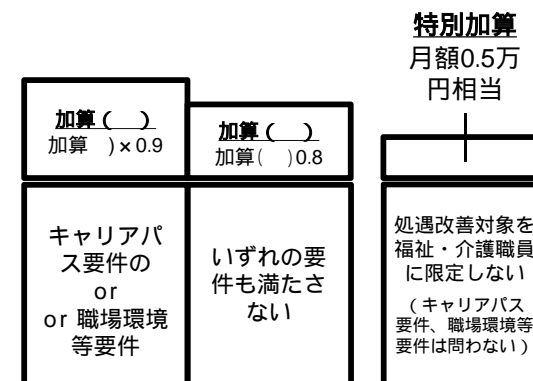 特別加算
月額0.5万
円相当
加算(　)
加算　)×0.9
加算(　)
加算(　)0.8
キャリアパ
ス要件の
or
or 職場環境
等要件
いずれの要
件も満たさ
ない
処遇改善対象を
福祉・介護職員
に限定しない
(キャリアパス
要件、職場環境等
要件は問わない)